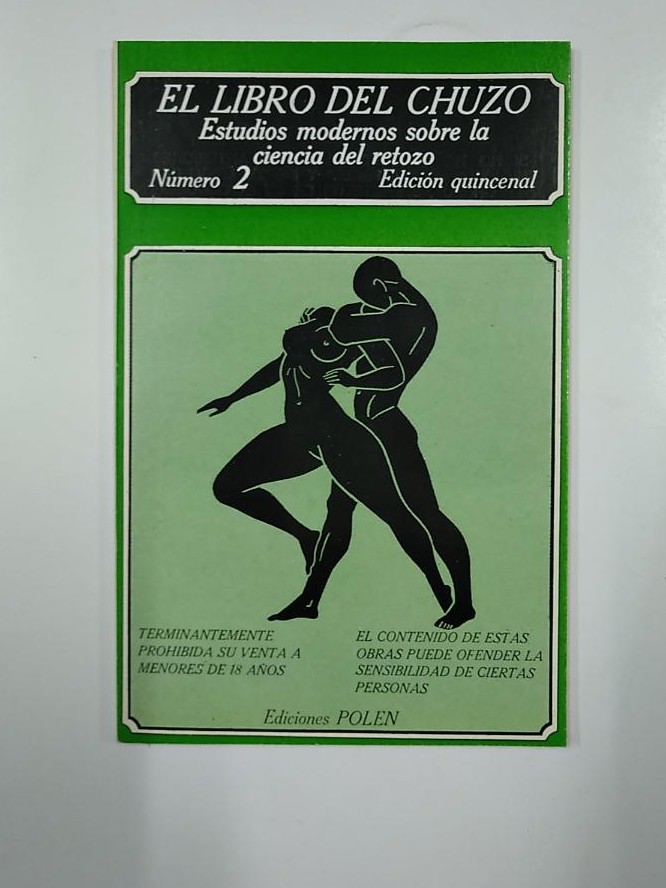 EL LIBRO DEL CHUZO
Estudios modernos sobre la
ciencia del retozo
Número 2 Edición quincenal
TERMINANTEMENTE
PROHIBIDA SU VENTA A
MENORES DE 18 AÑOS
EL CONTENIDO DE ESTAS
OBRAS PUEDE OFENDER LA
SENSIBILIDAD DE CIERTAS
PERSONAS
Ediciones POLEN